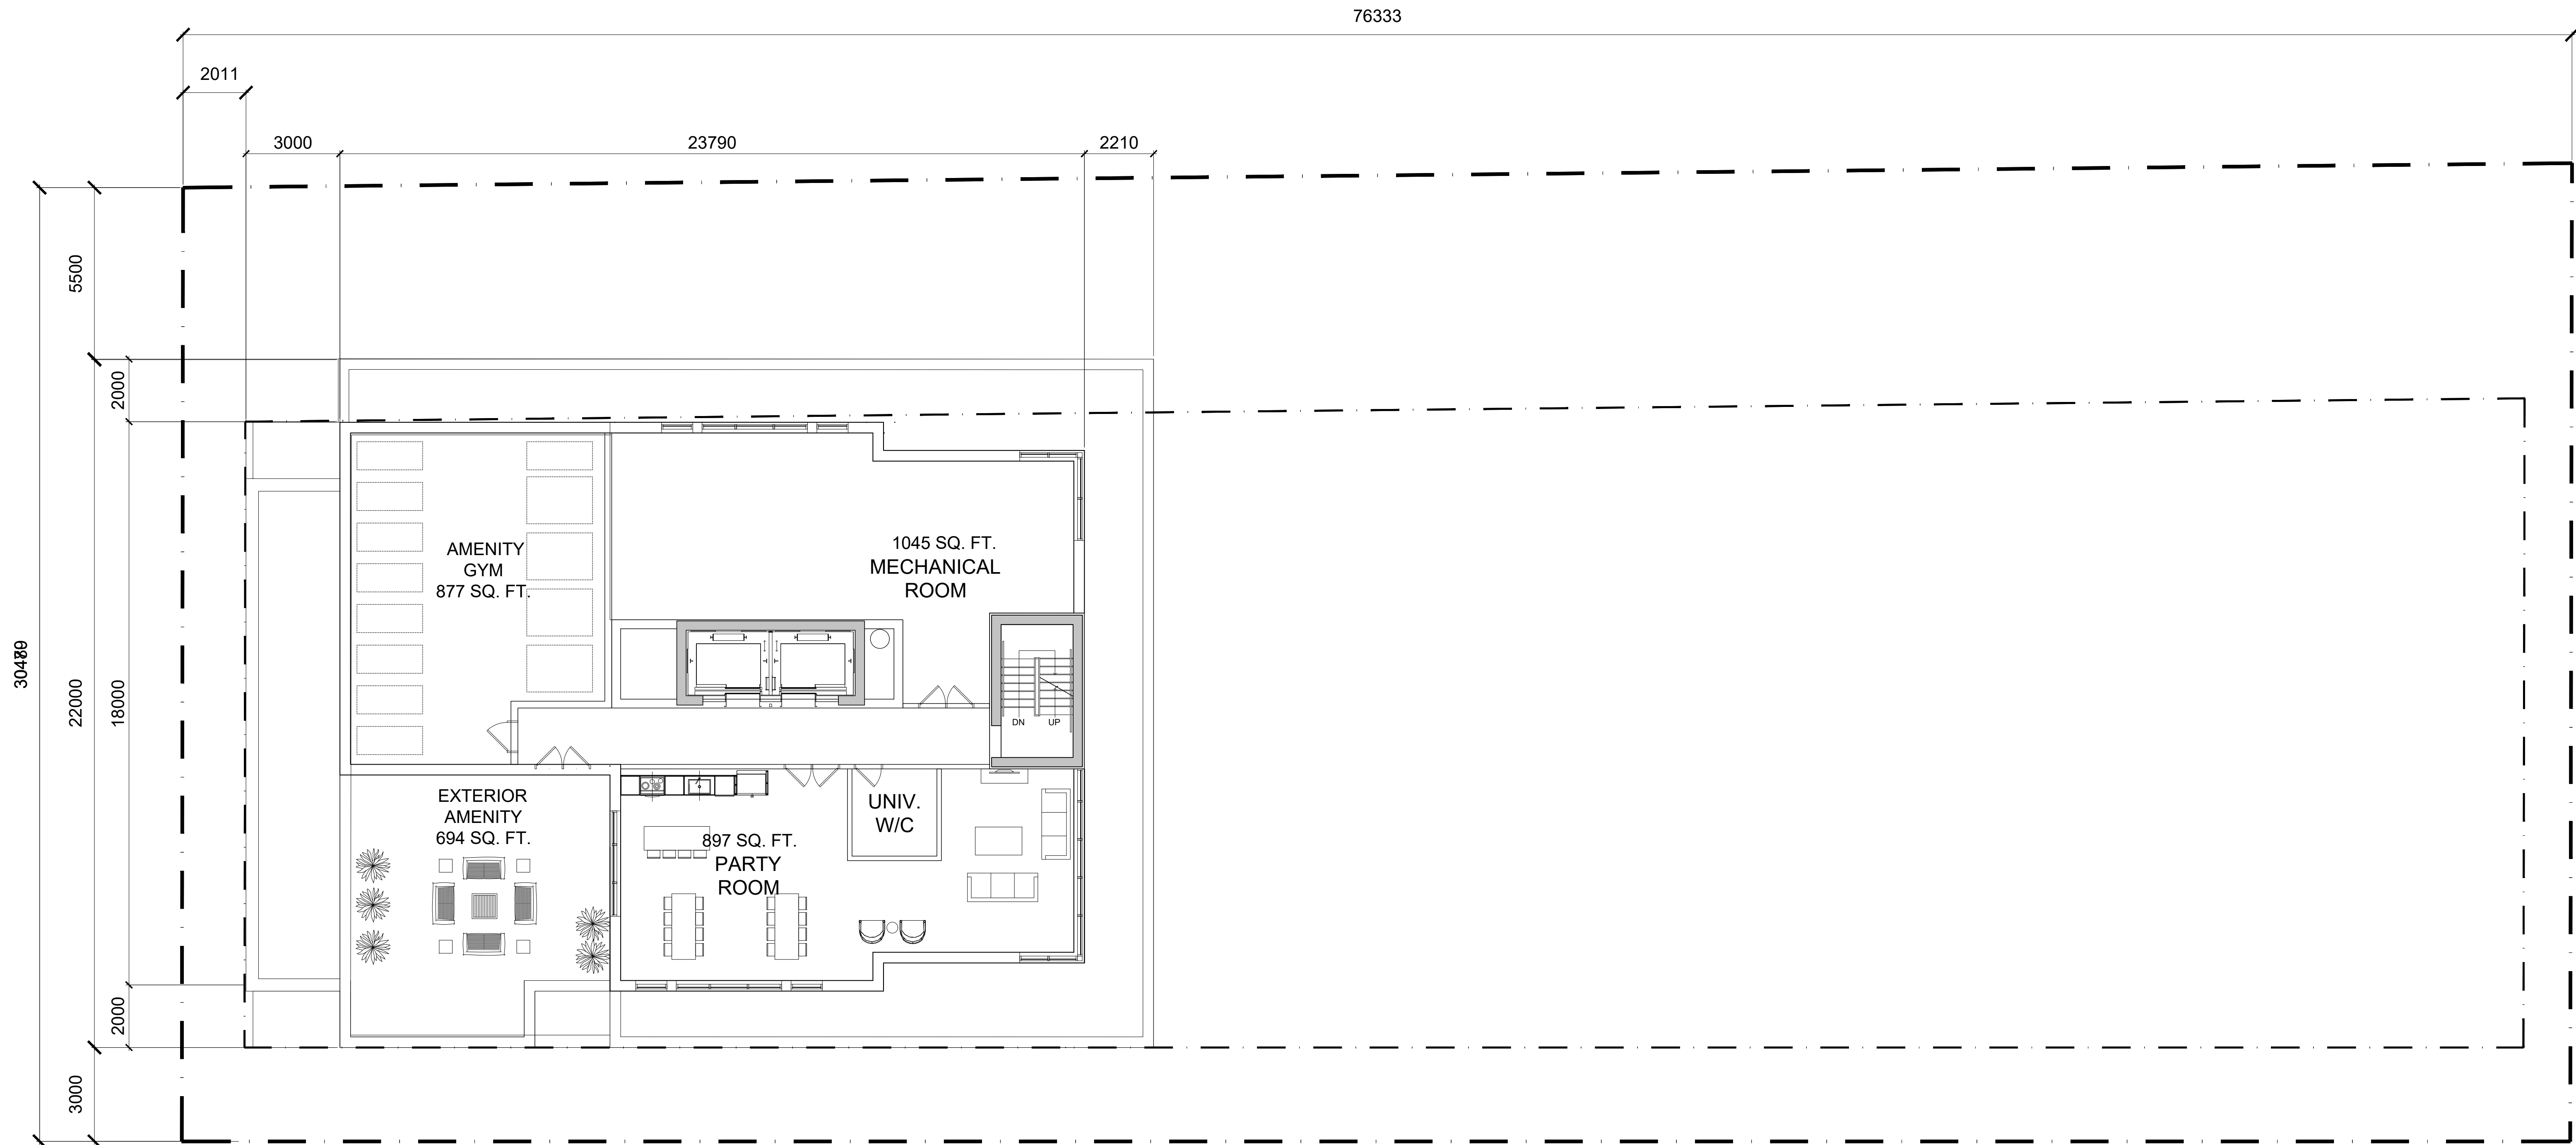 76333
2011
3000
23790
2210
5500
2000
22000
18000
2000
3000
AMENITY
GYM
877 SQ. FT.
1045 SQ. FT.
MECHANICAL
ROOM
DN
UP
EXTERIOR
AMENITY
694 SQ. FT.
897 SQ. FT.
PARTY
ROOM
UNIV.
W/C